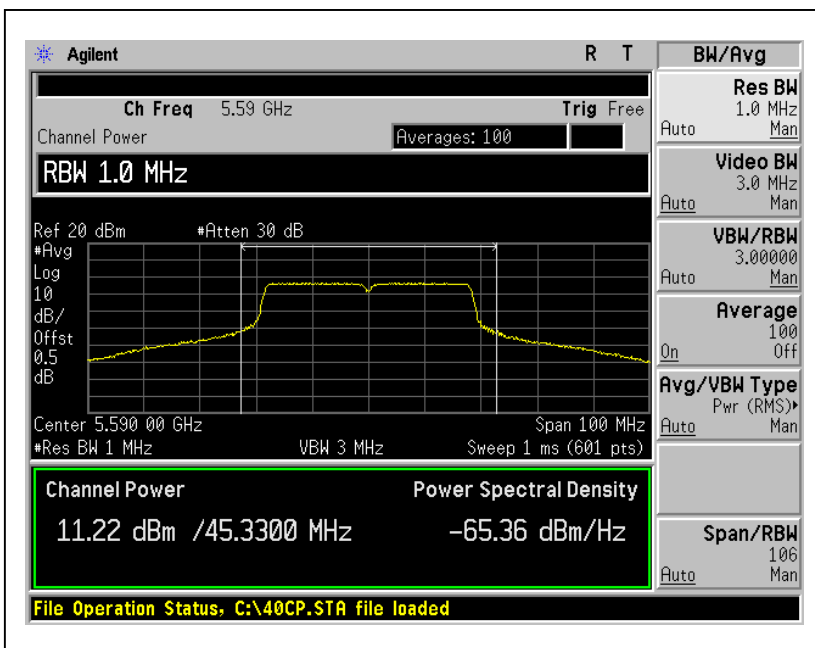 Agilent R T
Ch Freq 5.59 GHz Trig Free
Channel Power Averages: 100
RBW 1.0 MHz
Ref 20 dBm #Atten 30 dB
#Avg
Log
10
dB/
Offst
0.5
dB
Center 5.590 00 GHz Span 100 MHz
#Res BW 1 MHz VBW 3 MHz Sweep 1 ms (601 pts)
Channel Power Power Spectral Density
11.22 dBm /45.3300 MHz -65.36 dBm/Hz
File Operation Status, C:\40CP.STA file loaded
BW/Avg
Res BW
1.0 MHz
Auto Man
Video BW
3.0 MHz
Auto Man
VBW/RBW
3.00000
Auto Man
Average
100
On Off
Avg/VBW Type
Pwr (RMS)▸
Auto Man
Span/RBW
106
Auto Man